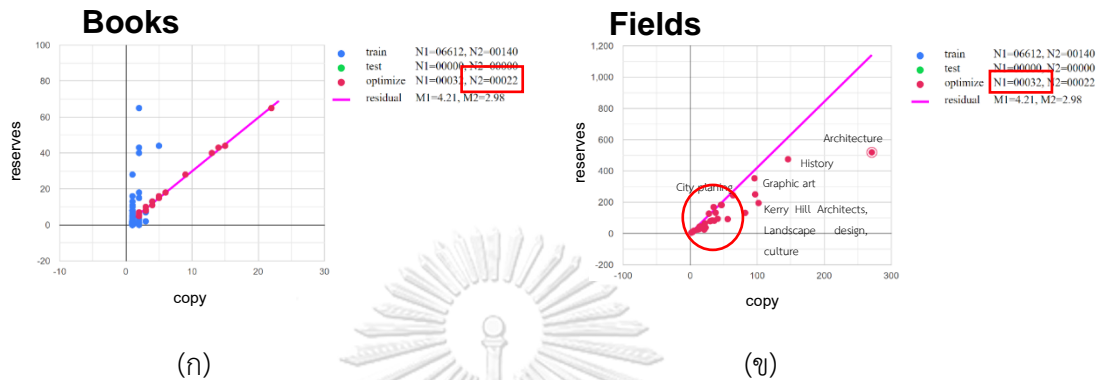 Books
100
80
60
40
20
0
-20
-10
0
10
20
30
reserves
copy
train N1=06612, N2=00140
test N1=00000, N2=00000
optimize N1=00032, N2=00022
residual M1=4.21, M2=2.98
(ก)
Fields
1,200
1,000
800
600
400
200
0
-200
-100
0
100
200
300
reserves
copy
Architecture
History
City planing
Graphic art
Kerry Hill Architects,
Landscape design,
culture
train N1=06612, N2=00140
test N1=00000, N2=00000
optimize N1=00032, N2=00022
residual M1=4.21, M2=2.98
(ข)